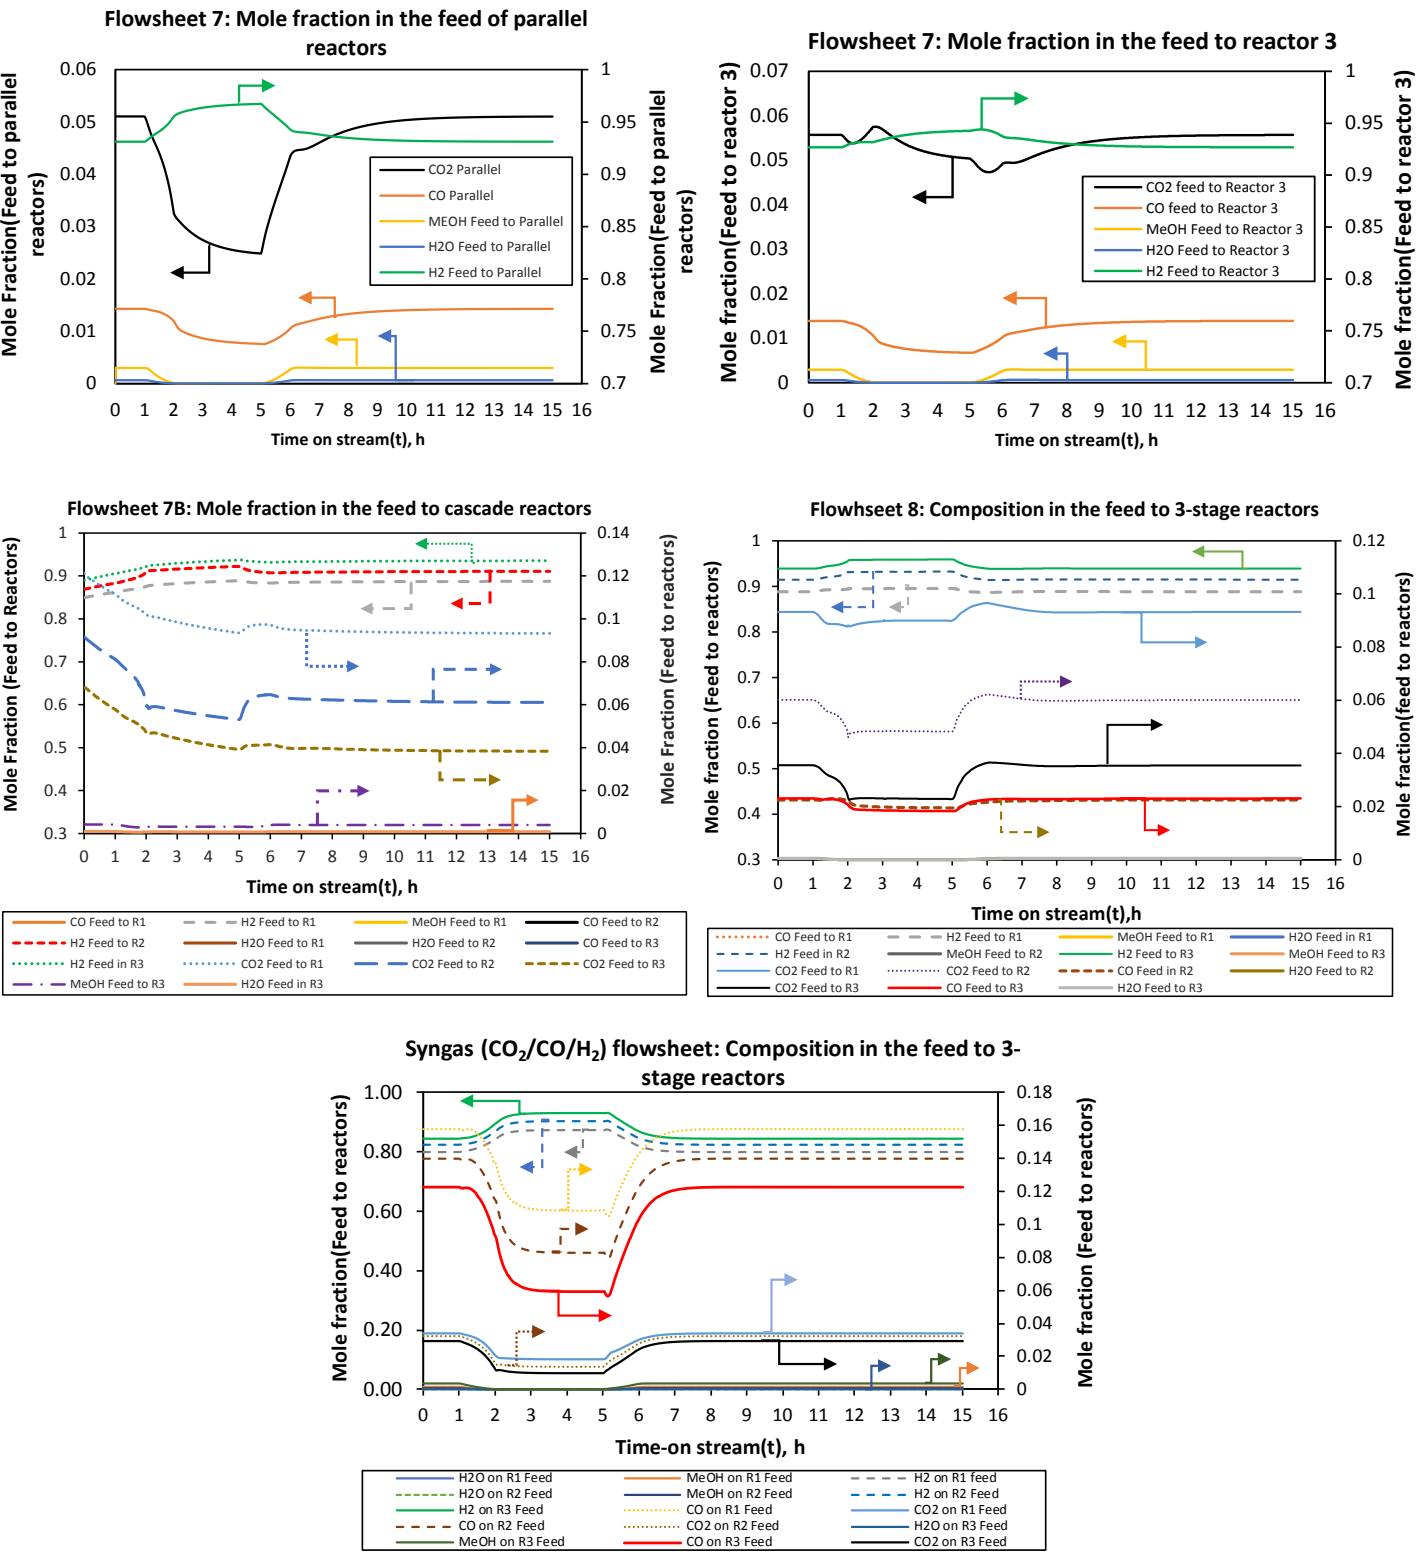 Flowsheet 7: Mole fraction in the feed of parallel
reactors
Mole Fraction(Feed to parallel
reactors)
0.06
0.05
0.04
0.03
0.02
0.01
0
1
0.95
0.9
0.85
0.8
0.75
0.7
Mole Fraction(Feed to parallel
reactors)
CO2 Parallel
CO Parallel
MEOH Feed to Parallel
H2O Feed to Parallel
H2 Feed to Parallel
0 1 2 3 4 5 6 7 8 9 10 11 12 13 14 15 16
Time on stream(t), h
Flowsheet 7: Mole fraction in the feed to reactor 3
Mole fraction(Feed to reactor 3)
0.07
0.06
0.05
0.04
0.03
0.02
0.01
0
1
0.95
0.9
0.85
0.8
0.75
0.7
Mole fraction(Feed to reactor 3)
CO2 feed to Reactor 3
CO feed to Reactor 3
MeOH Feed to Reactor 3
H2O Feed to Reactor 3
H2 Feed to Reactor 3
0 1 2 3 4 5 6 7 8 9 10 11 12 13 14 15 16
Time on stream(t), h
Flowsheet 7B: Mole fraction in the feed to cascade reactors
Mole Fraction (Feed to Reactors)
1
0.9
0.8
0.7
0.6
0.5
0.4
0.3
0.14
0.12
0.1
0.08
0.06
0.04
0.02
0
Mole Fraction (Feed to reactors)
0 1 2 3 4 5 6 7 8 9 10 11 12 13 14 15 16
Time on stream(t), h
CO Feed to R1 H2 Feed to R1 MeOH Feed to R1 CO Feed to R2
H2 Feed to R2 H2O Feed to R1 H2O Feed to R2 CO Feed to R3
H2 Feed in R3 CO2 Feed to R1 CO2 Feed to R2 CO2 Feed to R3
MeOH Feed to R3 H2O Feed in R3
Flowhseet 8: Composition in the feed to 3-stage reactors
Mole fraction (Feed to reactors)
1
0.9
0.8
0.7
0.6
0.5
0.4
0.3
0.12
0.1
0.08
0.06
0.04
0.02
0
Mole fraction(feed to reactors)
0 1 2 3 4 5 6 7 8 9 10 11 12 13 14 15 16
Time on stream(t),h
CO Feed to R1 H2 Feed to R1 MeOH Feed to R1 H2O Feed in R1
H2 Feed in R2 MeOH Feed to R2 H2 Feed to R3 MeOH Feed to R3
CO2 Feed to R1 CO2 Feed to R2 CO Feed in R2 H2O Feed to R2
CO2 Feed to R3 CO Feed to R3 H2O Feed to R3
Syngas (CO₂/CO/H₂) flowsheet: Composition in the feed to 3-
stage reactors
Mole fraction(Feed to reactors)
1.00
0.80
0.60
0.40
0.20
0.00
0.18
0.16
0.14
0.12
0.1
0.08
0.06
0.04
0.02
0
Mole fraction (Feed to reactors)
0 1 2 3 4 5 6 7 8 9 10 11 12 13 14 15 16
Time-on stream(t), h
H2O on R1 Feed MeOH on R1 Feed H2 on R1 feed
H2O on R2 Feed MeOH on R2 Feed H2 on R2 Feed
H2 on R3 Feed CO on R1 Feed CO2 on R1 Feed
CO on R2 Feed CO2 on R2 Feed H2O on R3 Feed
MeOH on R3 Feed CO on R3 Feed CO2 on R3 Feed